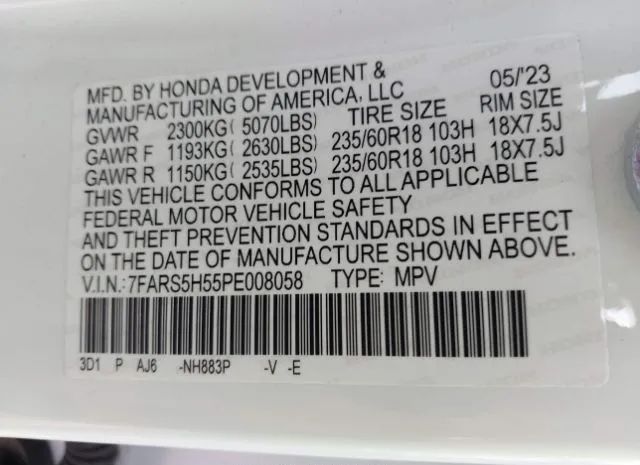 MFD. BY HONDA DEVELOPMENT & MANUFACTURING OF AMERICA, LLC 05/'23
GVWR 2300KG( 5070LBS) TIRE SIZE RIM SIZE
GAWR F 1193KG( 2630LBS) 235/60R18 103H 18X7.5J
GAWR R 1150KG( 2535LBS) 235/60R18 103H 18X7.5J
THIS VEHICLE CONFORMS TO ALL APPLICABLE
FEDERAL MOTOR VEHICLE SAFETY
AND THEFT PREVENTION STANDARDS IN EFFECT
ON THE DATE OF MANUFACTURE SHOWN ABOVE.
V.I.N.:7FARS5H55PE008058 TYPE: MPV
3D1 P AJ6 -NH883P -V -E